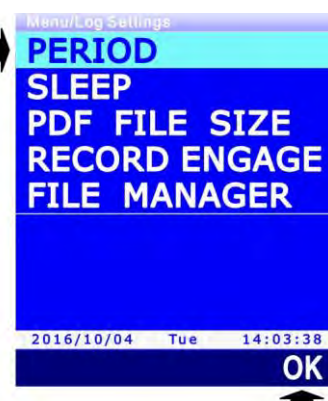 Menu/Log Settings
PERIOD
SLEEP
PDF FILE SIZE
RECORD ENGAGE
FILE MANAGER
2016/10/04 Tue 14:03:38
OK